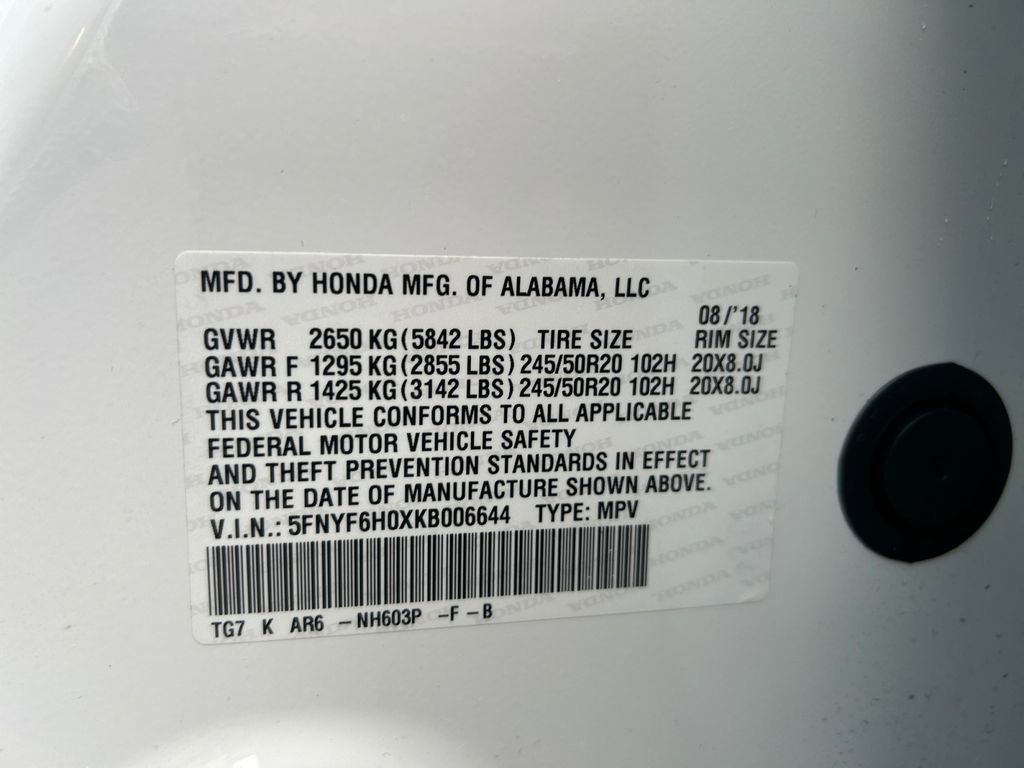 MFD. BY HONDA MFG. OF ALABAMA, LLC
08/'18
GVWR 2650 KG (5842 LBS) TIRE SIZE RIM SIZE
GAWR F 1295 KG (2855 LBS) 245/50R20 102H 20X8.0J
GAWR R 1425 KG (3142 LBS) 245/50R20 102H 20X8.0J
THIS VEHICLE CONFORMS TO ALL APPLICABLE
FEDERAL MOTOR VEHICLE SAFETY
AND THEFT PREVENTION STANDARDS IN EFFECT
ON THE DATE OF MANUFACTURE SHOWN ABOVE.
V.I.N.: 5FNYF6H0XKB006644 TYPE: MPV
TG7 K AR6 -NH603P -F -B